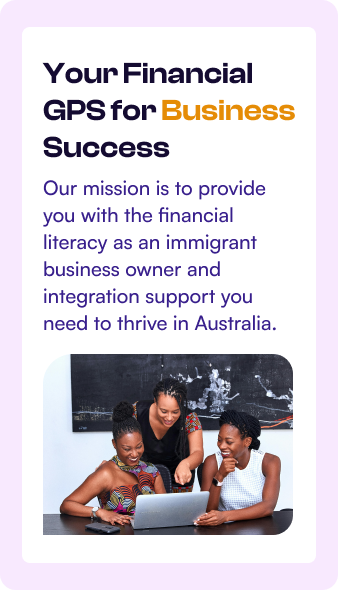 Your Financial
GPS for Business
Success
Our mission is to provide
you with the financial
literacy as an immigrant
business owner and
integration support you
need to thrive in Australia.